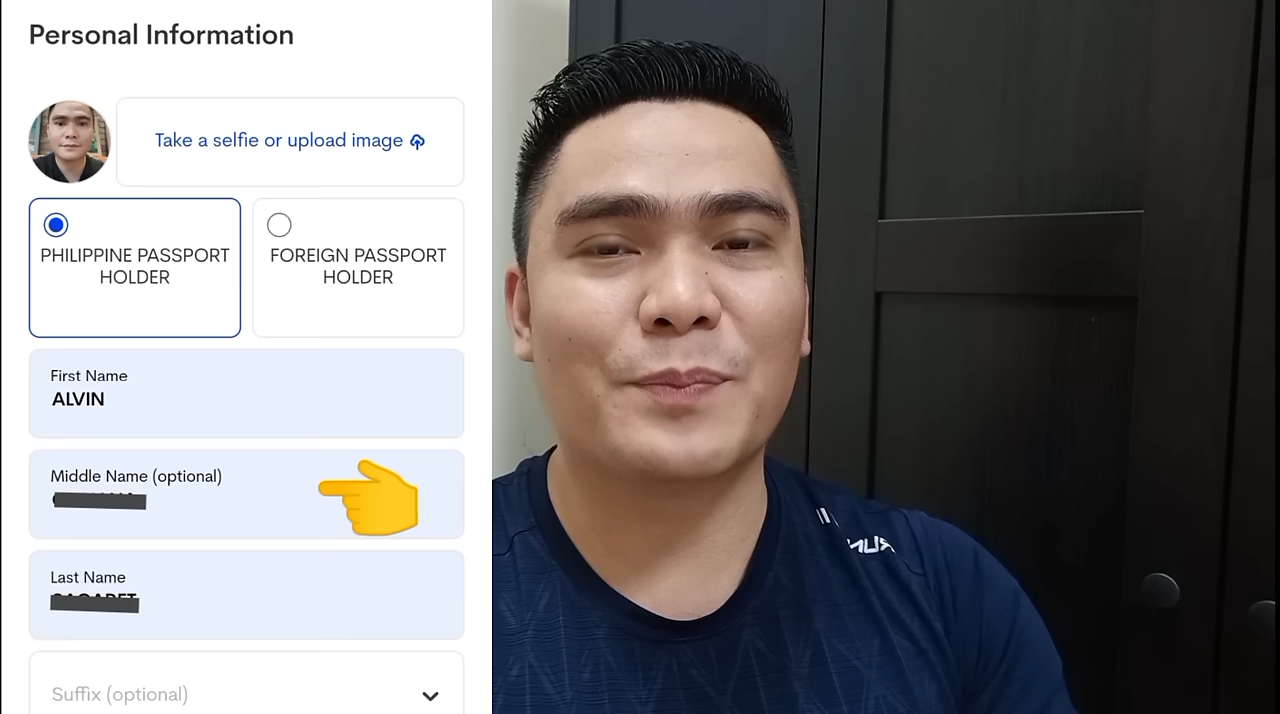 Personal Information
Take a selfie or upload image
PHILIPPINE PASSPORT
HOLDER
FOREIGN PASSPORT
HOLDER
First Name
ALVIN
Middle Name (optional)
Last Name
Suffix (optional)